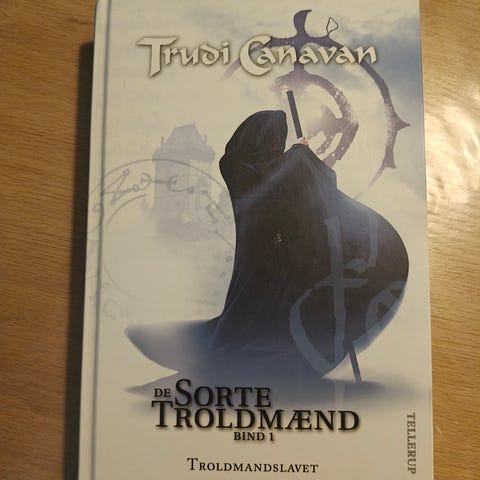 Trudi Canavan
DE SORTE
TROLDMÆND
BIND 1
TROLDMANDSLAVET
TELLERUP